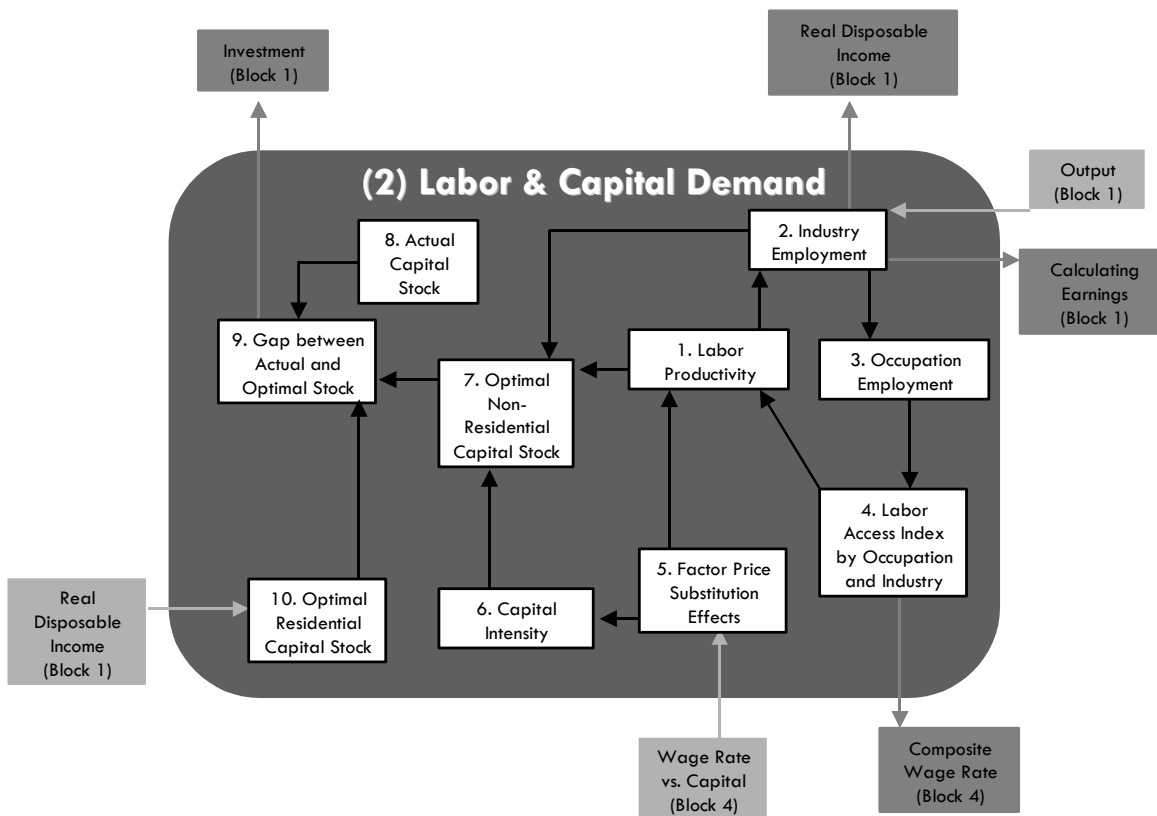 Investment
(Block 1)
Real Disposable
Income
(Block 1)
(2) Labor & Capital Demand
Output
(Block 1)
8. Actual
Capital
Stock
2. Industry
Employment
Calculating
Earnings
(Block 1)
9. Gap between
Actual and
Optimal Stock
7. Optimal
Non-
Residential
Capital Stock
1. Labor
Productivity
3. Occupation
Employment
4. Labor
Access Index
by Occupation
and Industry
Real
Disposable
Income
(Block 1)
10. Optimal
Residential
Capital Stock
6. Capital
Intensity
5. Factor Price
Substitution
Effects
Wage Rate
vs. Capital
(Block 4)
Composite
Wage Rate
(Block 4)